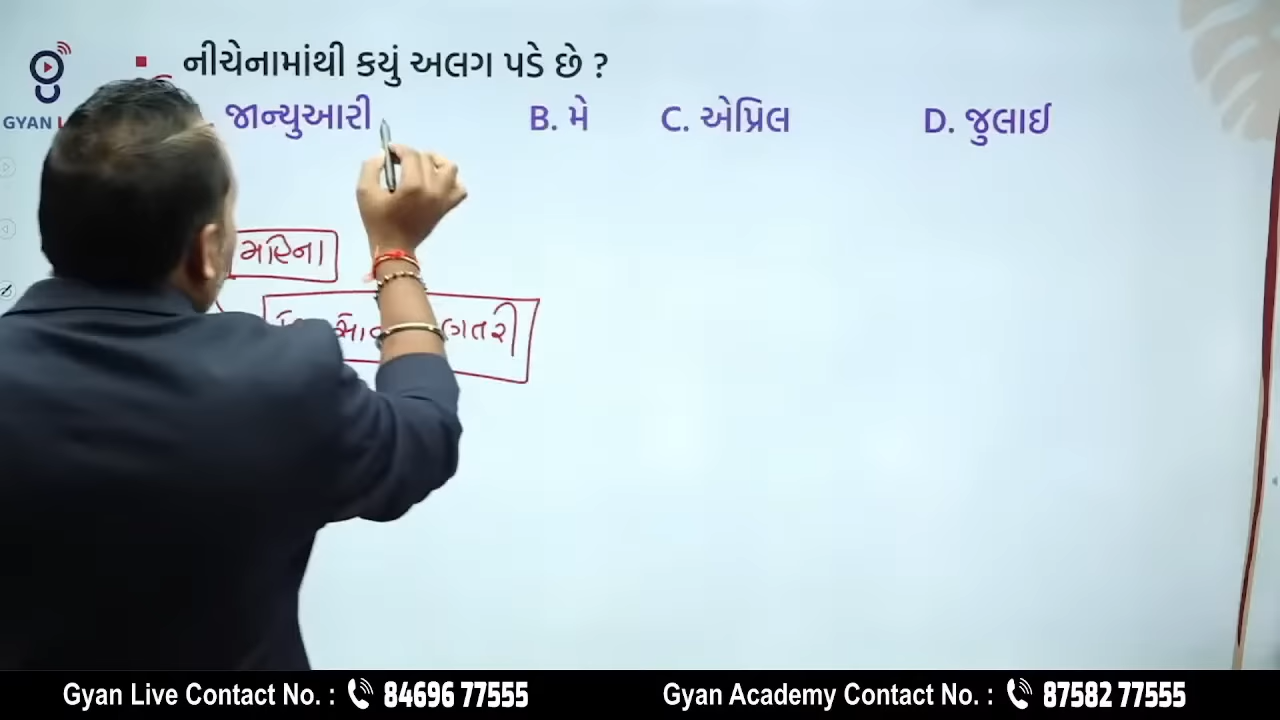 નીચેનામાંથી કયું અલગ પડે છે ?
જાન્યુઆરી B. મે C. એપ્રિલ D. જુલાઈ
GYAN
મહિના
Gyan Live Contact No. : 84696 77555 Gyan Academy Contact No. : 87582 77555